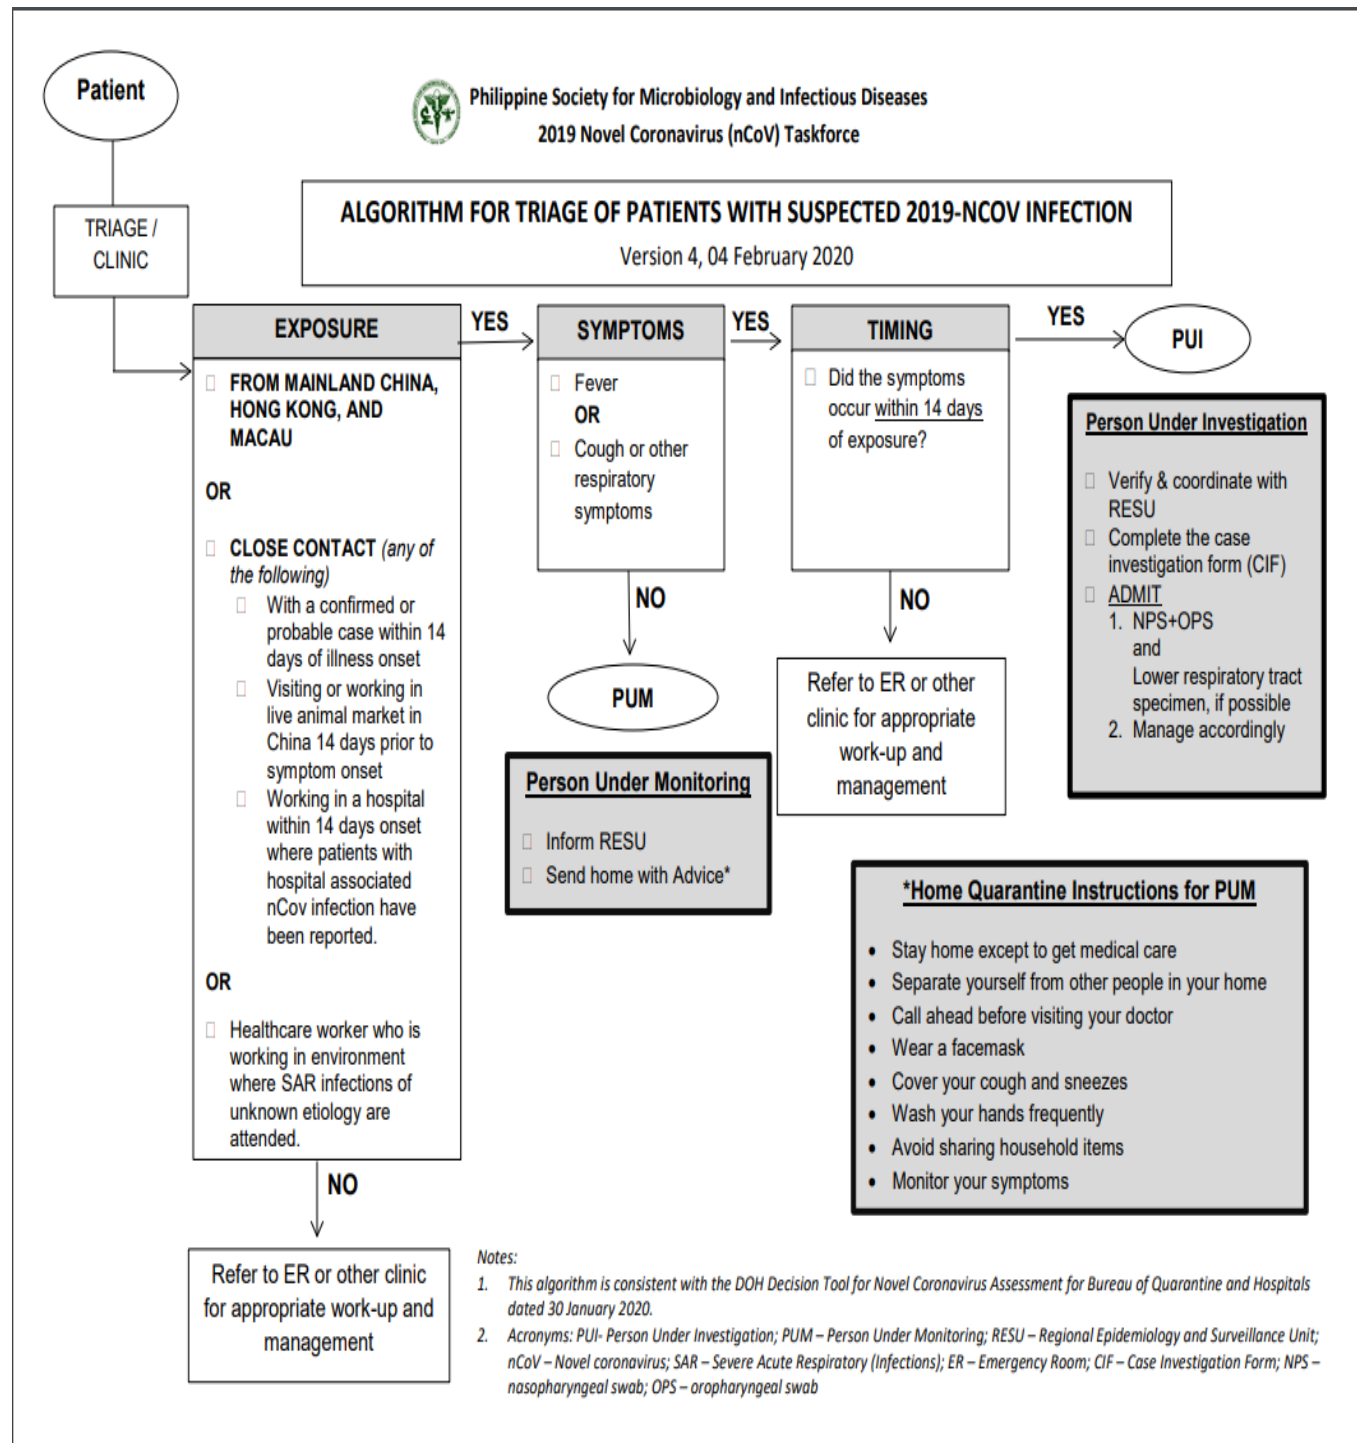 Patient
Philippine Society for Microbiology and Infectious Diseases
2019 Novel Coronavirus (nCoV) Taskforce
ALGORITHM FOR TRIAGE OF PATIENTS WITH SUSPECTED 2019-NCOV INFECTION
Version 4, 04 February 2020
TRIAGE /
CLINIC
EXPOSURE
FROM MAINLAND CHINA,
HONG KONG, AND
MACAU
OR
CLOSE CONTACT (any of
the following)
With a confirmed or
probable case within 14
days of illness onset
Visiting or working in
live animal market in
China 14 days prior to
symptom onset
Working in a hospital
within 14 days onset
where patients with
hospital associated
nCov infection have
been reported.
OR
Healthcare worker who is
working in environment
where SAR infections of
unknown etiology are
attended.
NO
Refer to ER or other clinic
for appropriate work-up and
management
YES
SYMPTOMS
Fever
OR
Cough or other
respiratory
symptoms
NO
PUM
Person Under Monitoring
Inform RESU
Send home with Advice*
YES
TIMING
Did the symptoms
occur within 14 days
of exposure?
NO
Refer to ER or other
clinic for appropriate
work-up and
management
YES
PUI
Person Under Investigation
Verify & coordinate with
RESU
Complete the case
investigation form (CIF)
ADMIT
1. NPS+OPS
and
Lower respiratory tract
specimen, if possible
2. Manage accordingly
*Home Quarantine Instructions for PUM
• Stay home except to get medical care
• Separate yourself from other people in your home
• Call ahead before visiting your doctor
• Wear a facemask
• Cover your cough and sneezes
• Wash your hands frequently
• Avoid sharing household items
• Monitor your symptoms
Notes:
1. This algorithm is consistent with the DOH Decision Tool for Novel Coronavirus Assessment for Bureau of Quarantine and Hospitals
dated 30 January 2020.
2. Acronyms: PUI- Person Under Investigation; PUM – Person Under Monitoring; RESU – Regional Epidemiology and Surveillance Unit;
nCoV – Novel coronavirus; SAR – Severe Acute Respiratory (Infections); ER – Emergency Room; CIF – Case Investigation Form; NPS –
nasopharyngeal swab; OPS – oropharyngeal swab